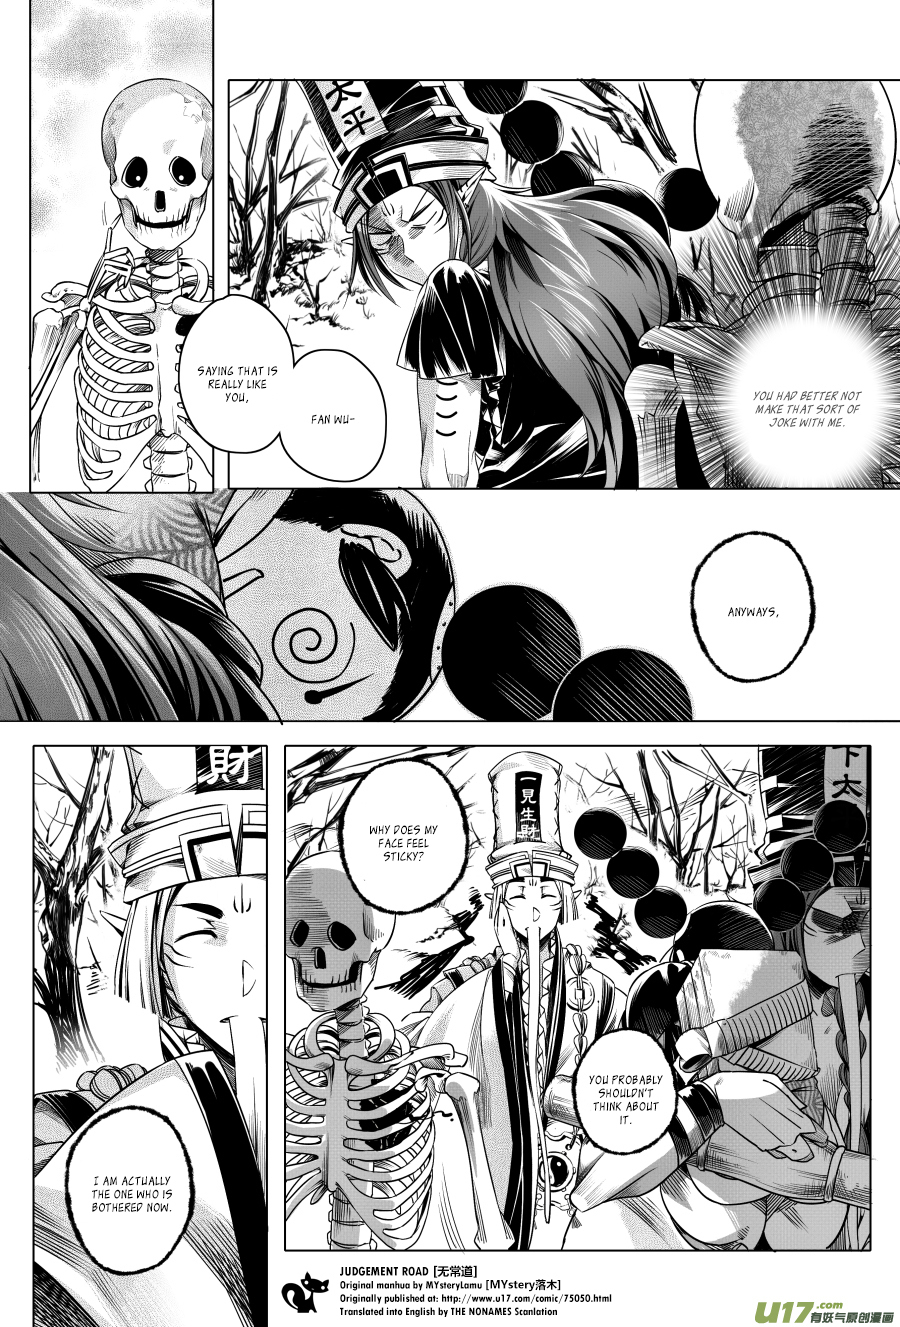 太平
SAYING THAT IS
REALLY LIKE
YOU,
FAN WU-
YOU HAD BETTER NOT
MAKE THAT SORT OF
JOKE WITH ME.
ANYWAYS,
財
I AM ACTUALLY
THE ONE WHO IS
BOTHERED NOW.
WHY DOES MY
FACE FEEL
STICKY?
一見生財
下太
YOU PROBABLY
SHOULDN'T
THINK ABOUT
IT.
JUDGEMENT ROAD [无常道]
Original manhua by MYsteryLamu [MYstery落木]
Originally published at: http://www.u17.com/comic/75050.html
Translated into English by THE NONAMES Scanlation
U17.com
有妖气原创漫画